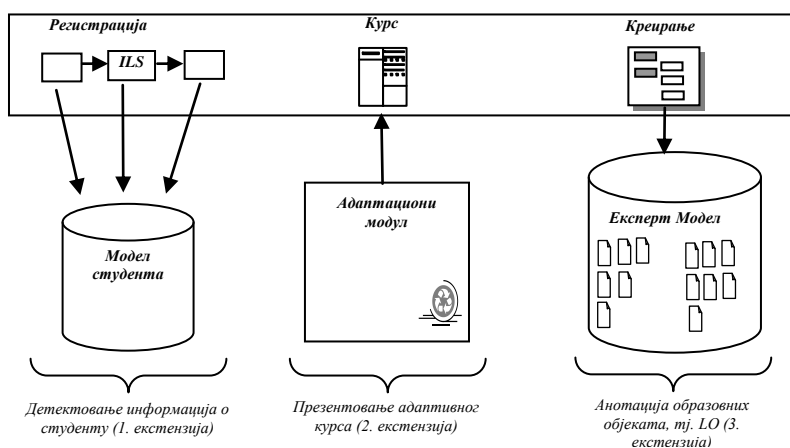 Регистрација
Курс
Креирање
ILS
Адаптациони
модул
Експерт Модел
Модел
студента
Детектовање информација о
студенту (1. екстензија)
Презентовање адаптивног
курса (2. екстензија)
Анотација образовних
објеката, тј. LO (3.
екстензија)